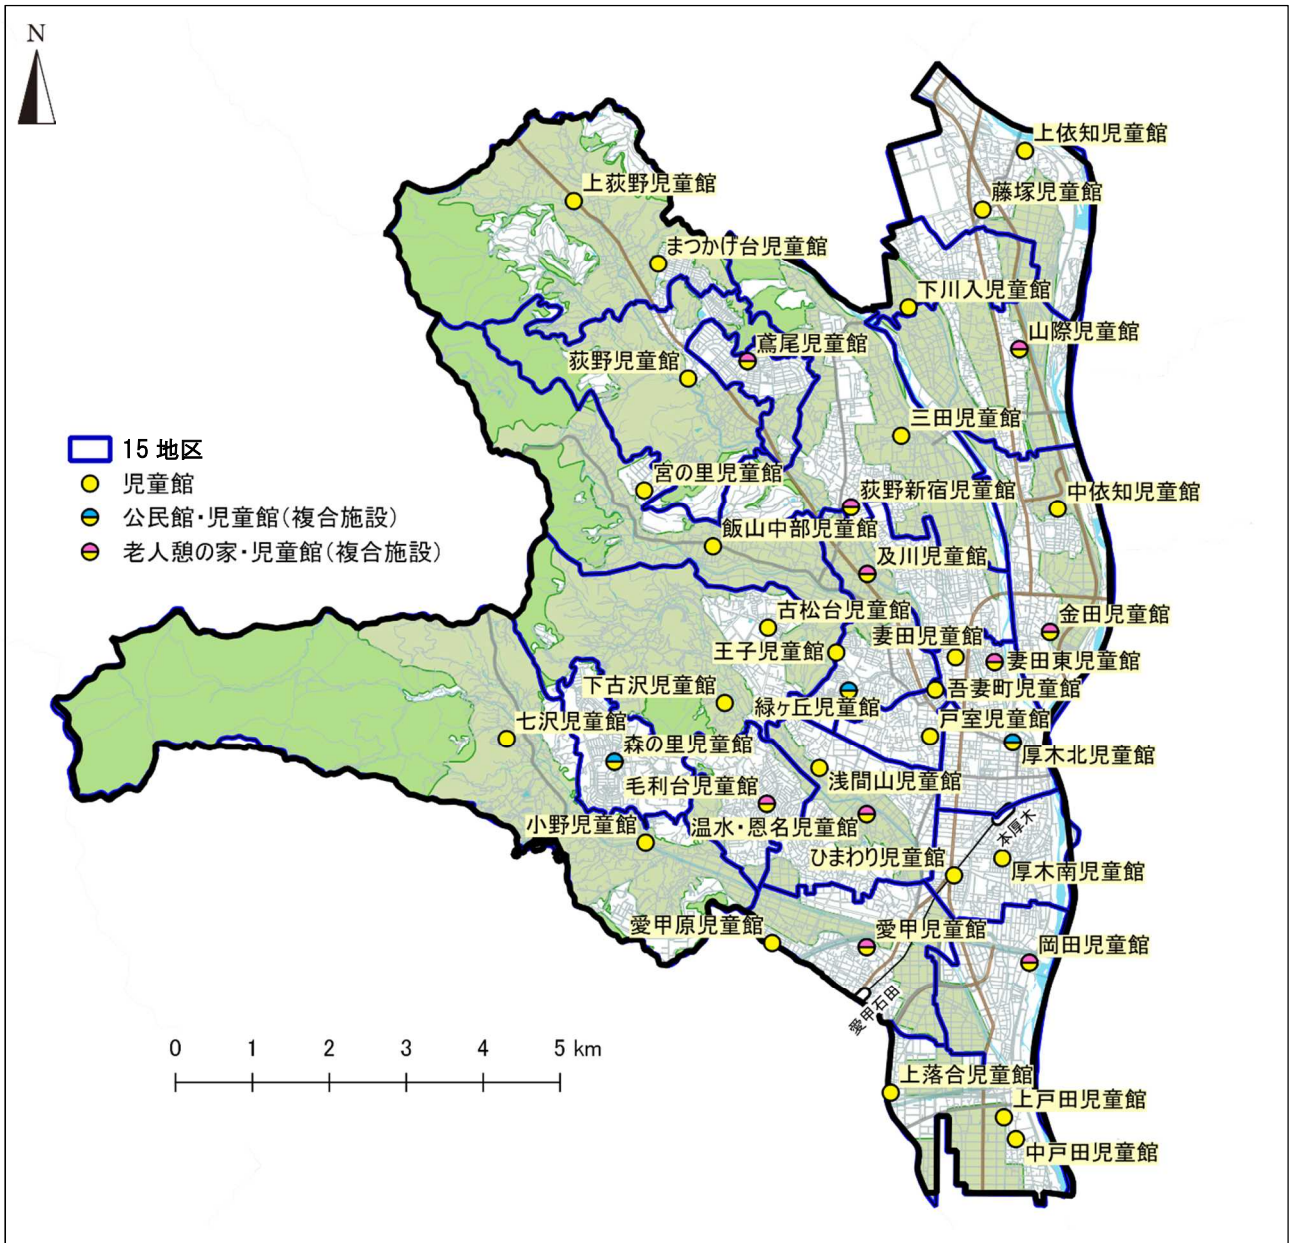 N
上依知児童館
上荻野児童館
藤塚児童館
まつかげ台児童館
下川入児童館
山際児童館
鳶尾児童館
荻野児童館
三田児童館
15 地区
児童館
公民館・児童館(複合施設)
老人憩の家・児童館(複合施設)
宮の里児童館
荻野新宿児童館
中依知児童館
飯山中部児童館
及川児童館
古松台児童館
金田児童館
妻田児童館
王子児童館
妻田東児童館
下古沢児童館
吾妻町児童館
緑ヶ丘児童館
七沢児童館
戸室児童館
森の里児童館
厚木北児童館
毛利台児童館
浅間山児童館
小野児童館
温水・恩名児童館
本厚木
ひまわり児童館
厚木南児童館
愛甲原児童館
愛甲児童館
岡田児童館
愛甲石田
0 1 2 3 4 5 km
上落合児童館
上戸田児童館
中戸田児童館